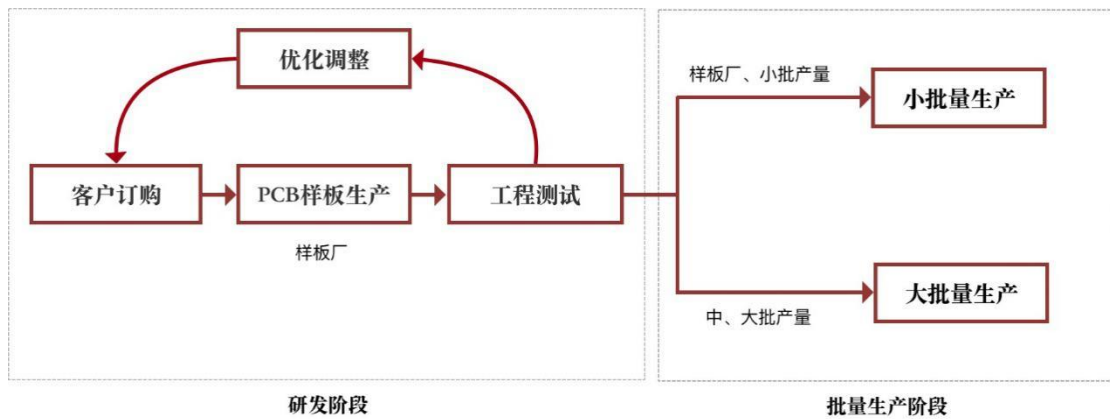 优化调整
客户订购
PCB样板生产
工程测试
样板厂
研发阶段
样板厂、小批产量
小批量生产
中、大批产量
大批量生产
批量生产阶段